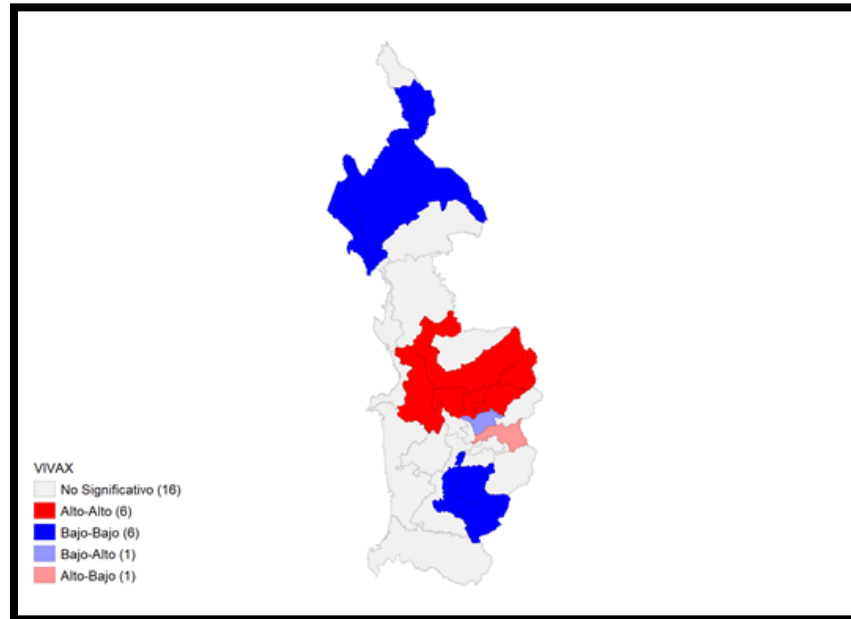 VIVAX
No Significativo (16)
Alto-Alto (6)
Bajo-Bajo (6)
Bajo-Alto (1)
Alto-Bajo (1)